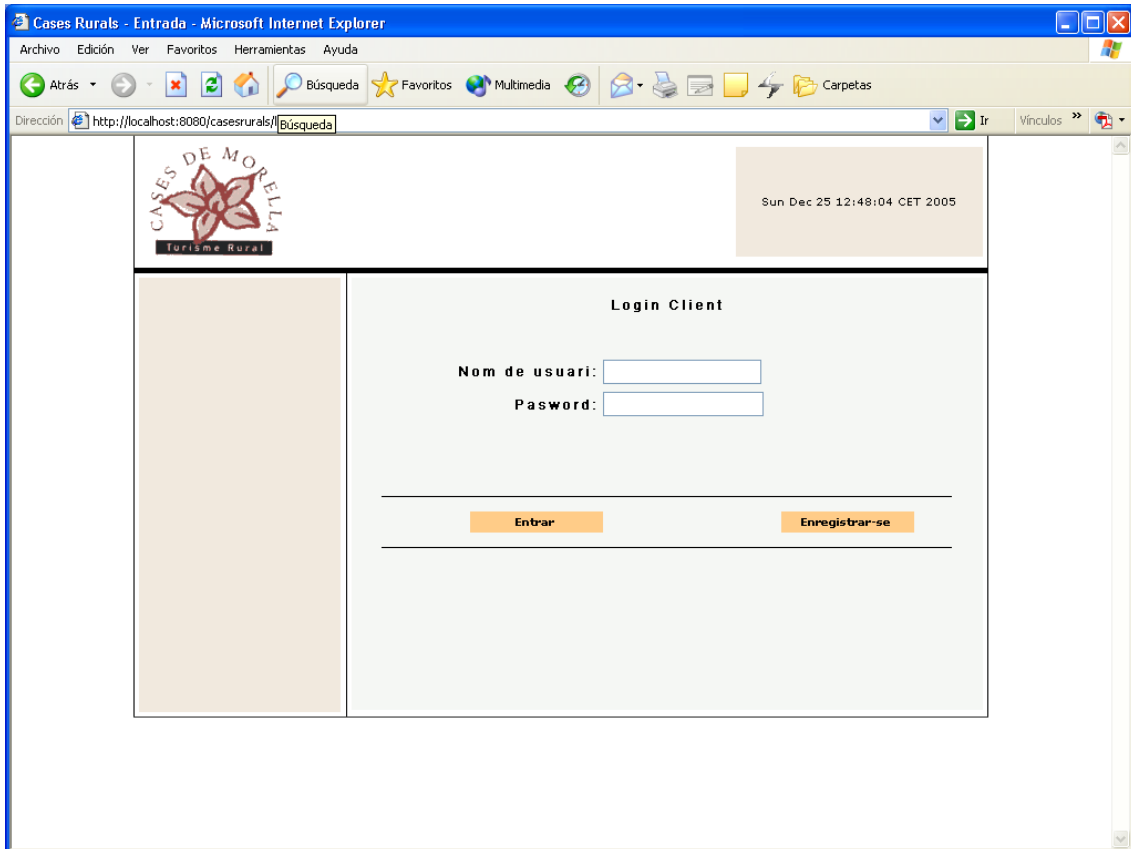 Cases Rurals - Entrada - Microsoft Internet Explorer
Archivo Edición Ver Favoritos Herramientas Ayuda
Atrás Búsqueda Favoritos Multimedia Carpetas
Dirección http://localhost:8080/casesrurals/l Ir Vínculos »
Búsqueda
CASES DE MORELLA
Turisme Rural
Sun Dec 25 12:48:04 CET 2005
Login Client
Nom de usuari:
Pasword:
Entrar Enregistrar-se